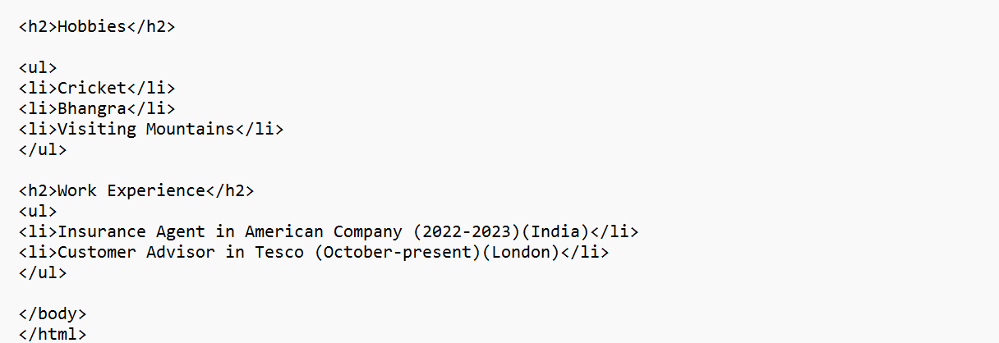 <h2>Hobbies</h2>
<ul>
<li>Cricket</li>
<li>Bhangra</li>
<li>Visiting Mountains</li>
</ul>
<h2>Work Experience</h2>
<ul>
<li>Insurance Agent in American Company (2022-2023)(India)</li>
<li>Customer Advisor in Tesco (October-present)(London)</li>
</ul>
</body>
</html>